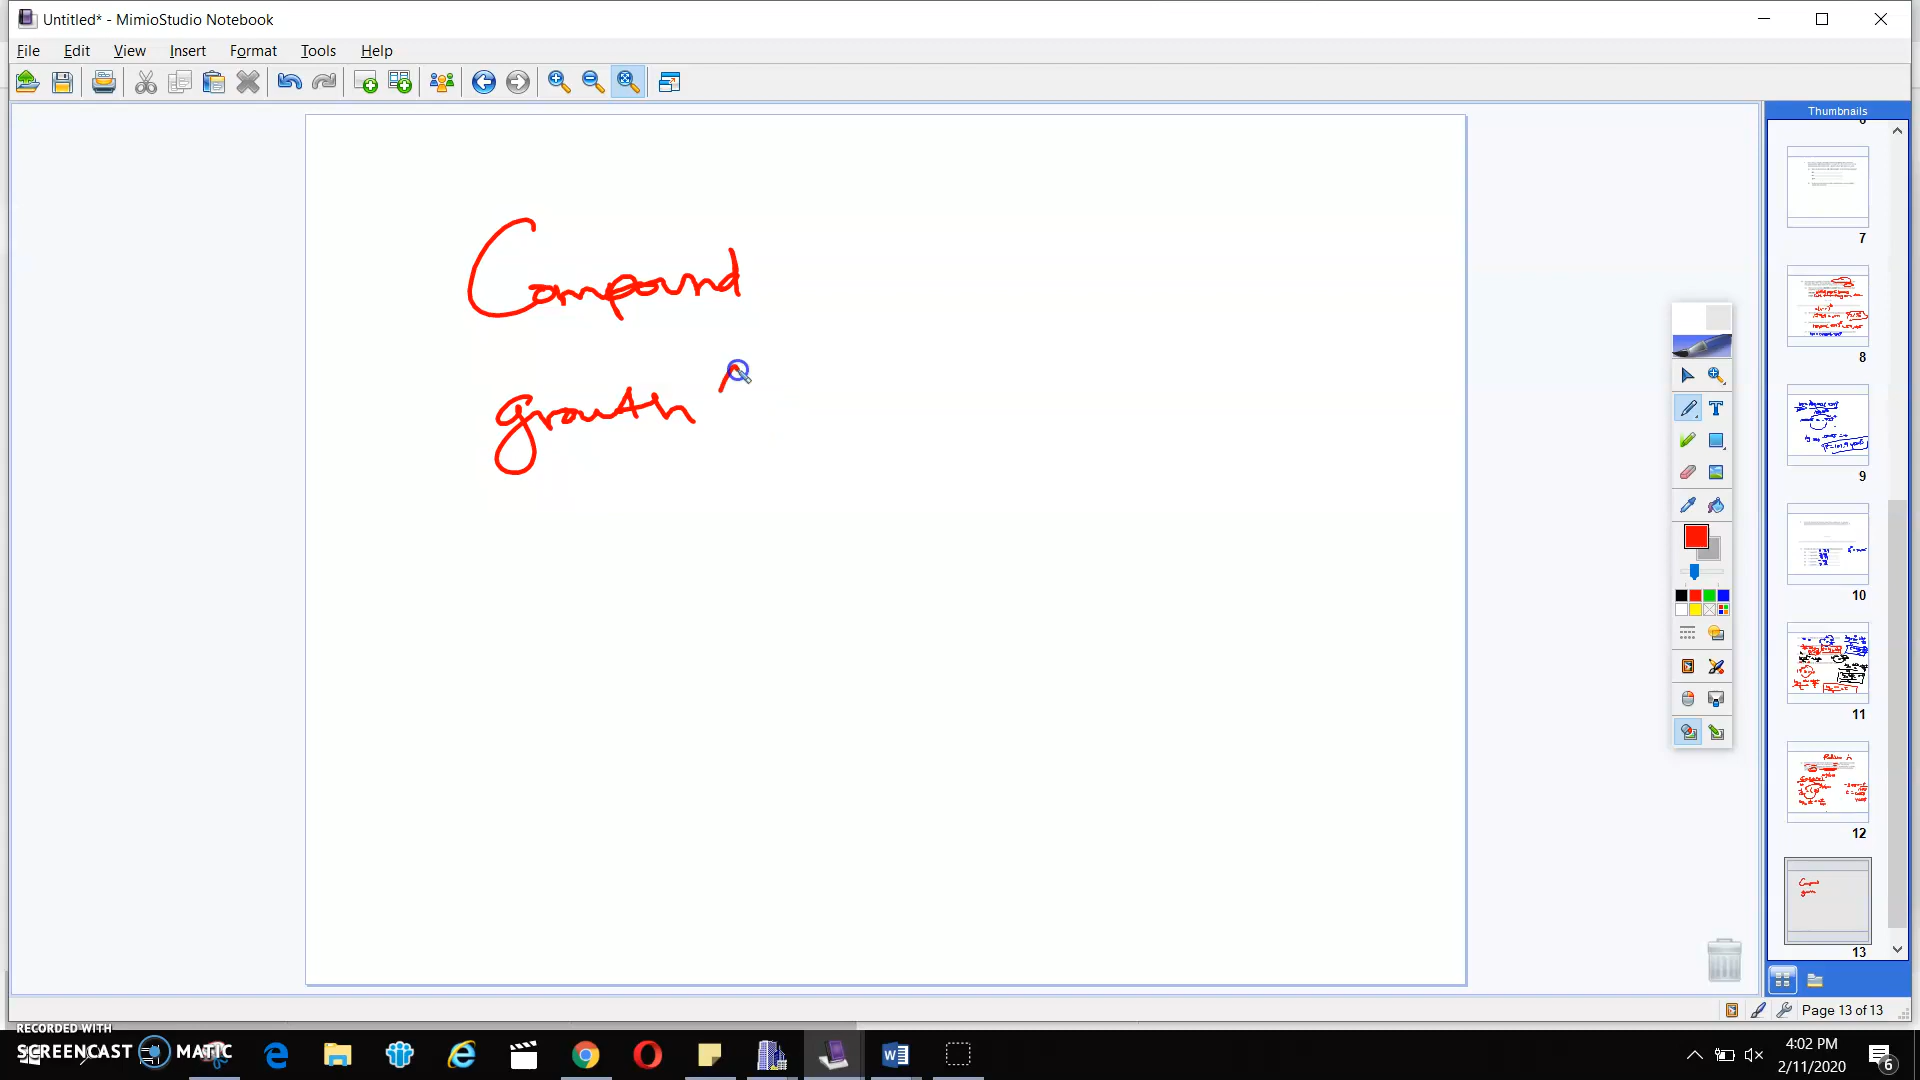 Untitled* - MimioStudio Notebook
File Edit View Insert Format Tools Help
Thumbnails
Compound
growth
7
8
9
10
11
12
13
Page 13 of 13
RECORDED WITH
SCREENCAST MATIC
4:02 PM
2/11/2020
6